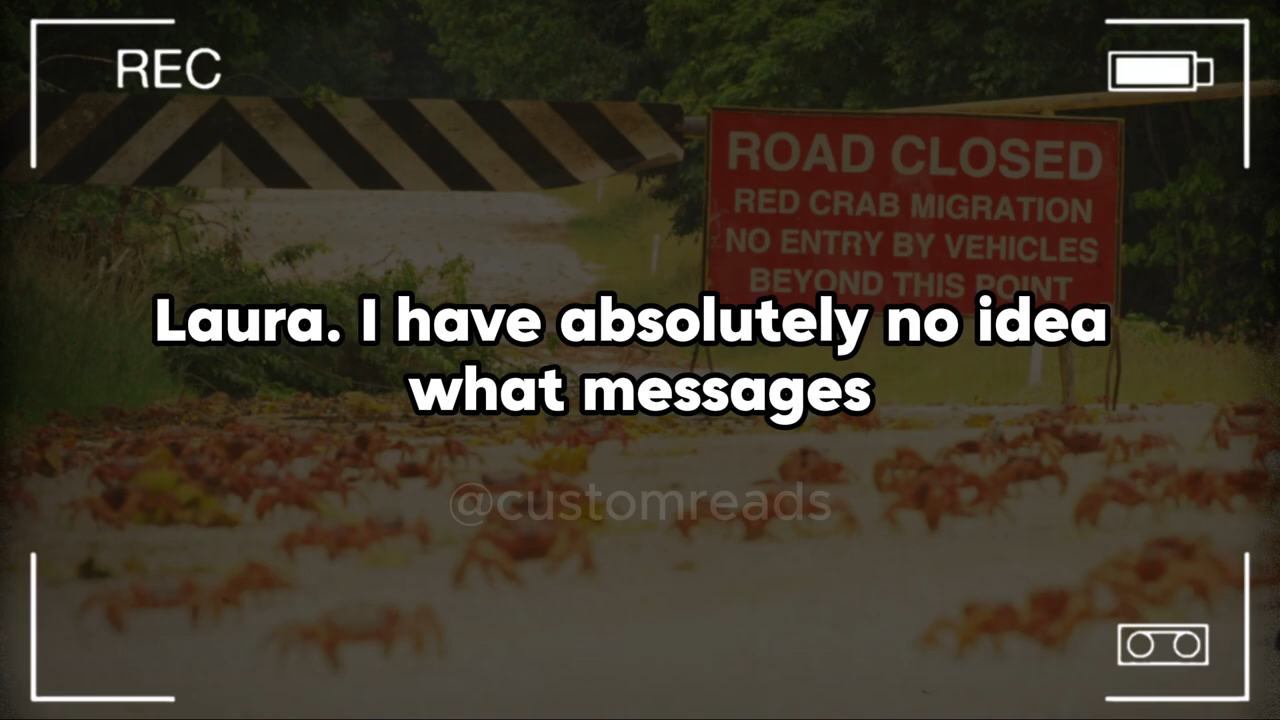 REC
ROAD CLOSED
RED CRAB MIGRATION
NO ENTRY BY VEHICLES
BEYOND THIS POINT
Laura. I have absolutely no idea
what messages
@customreads